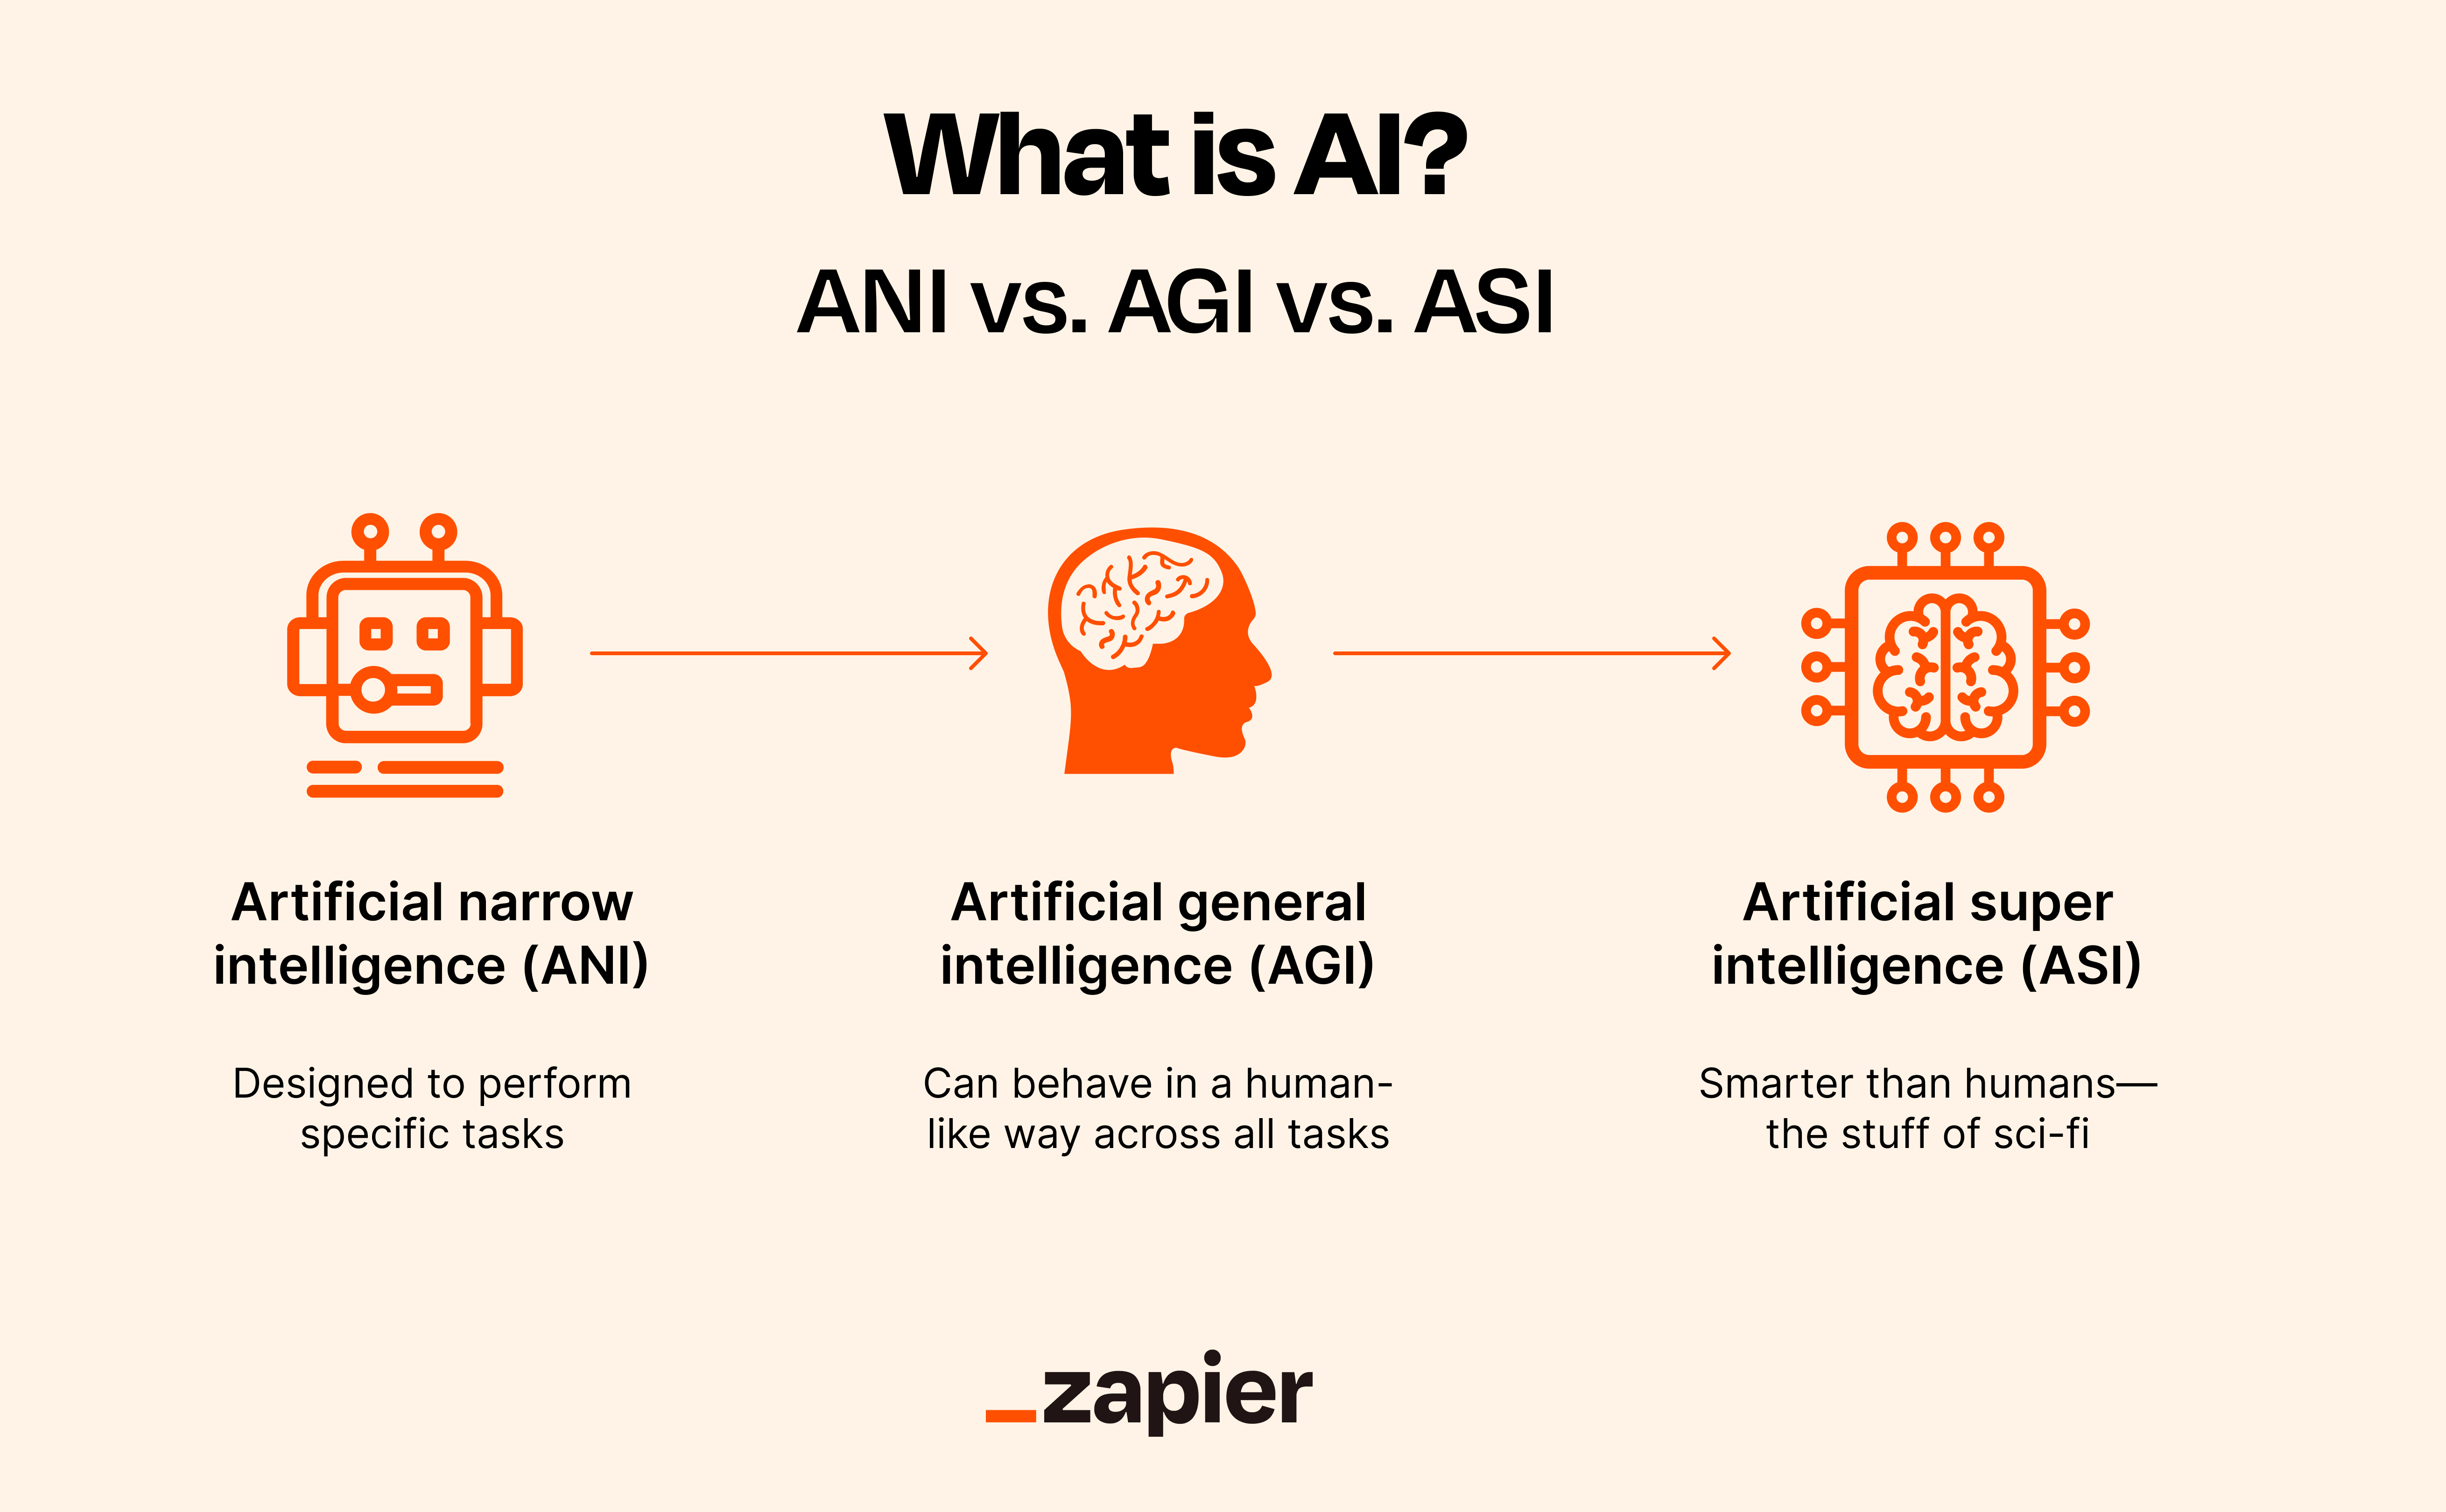 What is AI?
ANI vs. AGI vs. ASI
Artificial narrow
intelligence (ANI)
Designed to perform
specific tasks
Artificial general
intelligence (AGI)
Can behave in a human-
like way across all tasks
Artificial super
intelligence (ASI)
Smarter than humans—
the stuff of sci-fi
_zapier